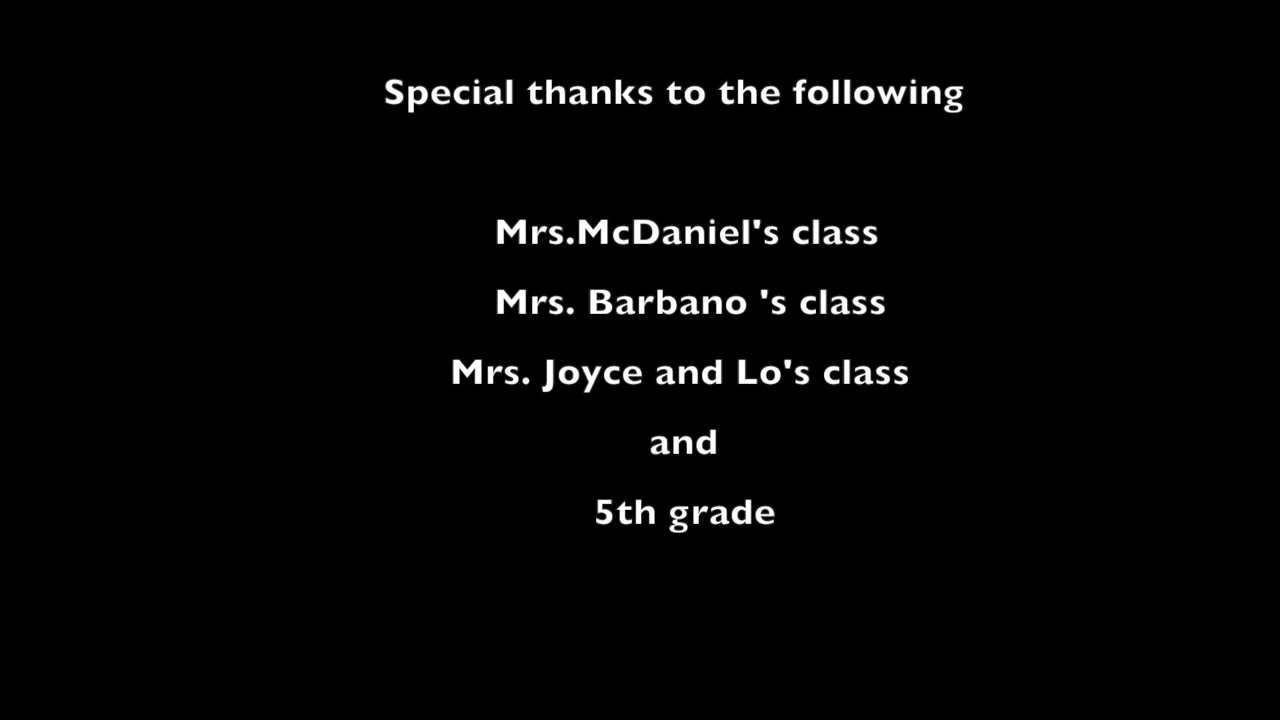 Special thanks to the following
Mrs.McDaniel's class
Mrs. Barbano 's class
Mrs. Joyce and Lo's class
and
5th grade